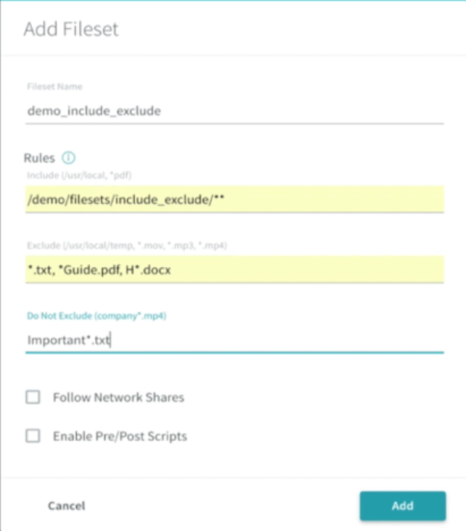 Add Fileset
Fileset Name
demo_include_exclude
Rules
Include (/usr/local, *pdf)
/demo/filesets/include_exclude/**
Exclude (/usr/local/temp, *.mov, *.mp3, *.mp4)
*.txt, *Guide.pdf, H*.docx
Do Not Exclude (company*.mp4)
Important*.txt
Follow Network Shares
Enable Pre/Post Scripts
Cancel
Add